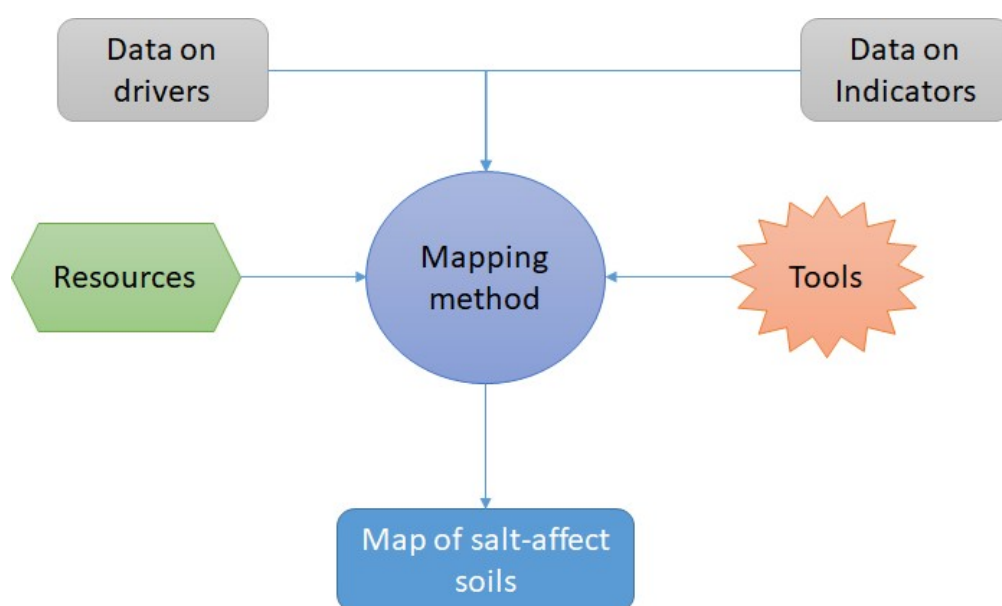 Data on
drivers
Data on
Indicators
Resources
Mapping
method
Tools
Map of salt-affect
soils